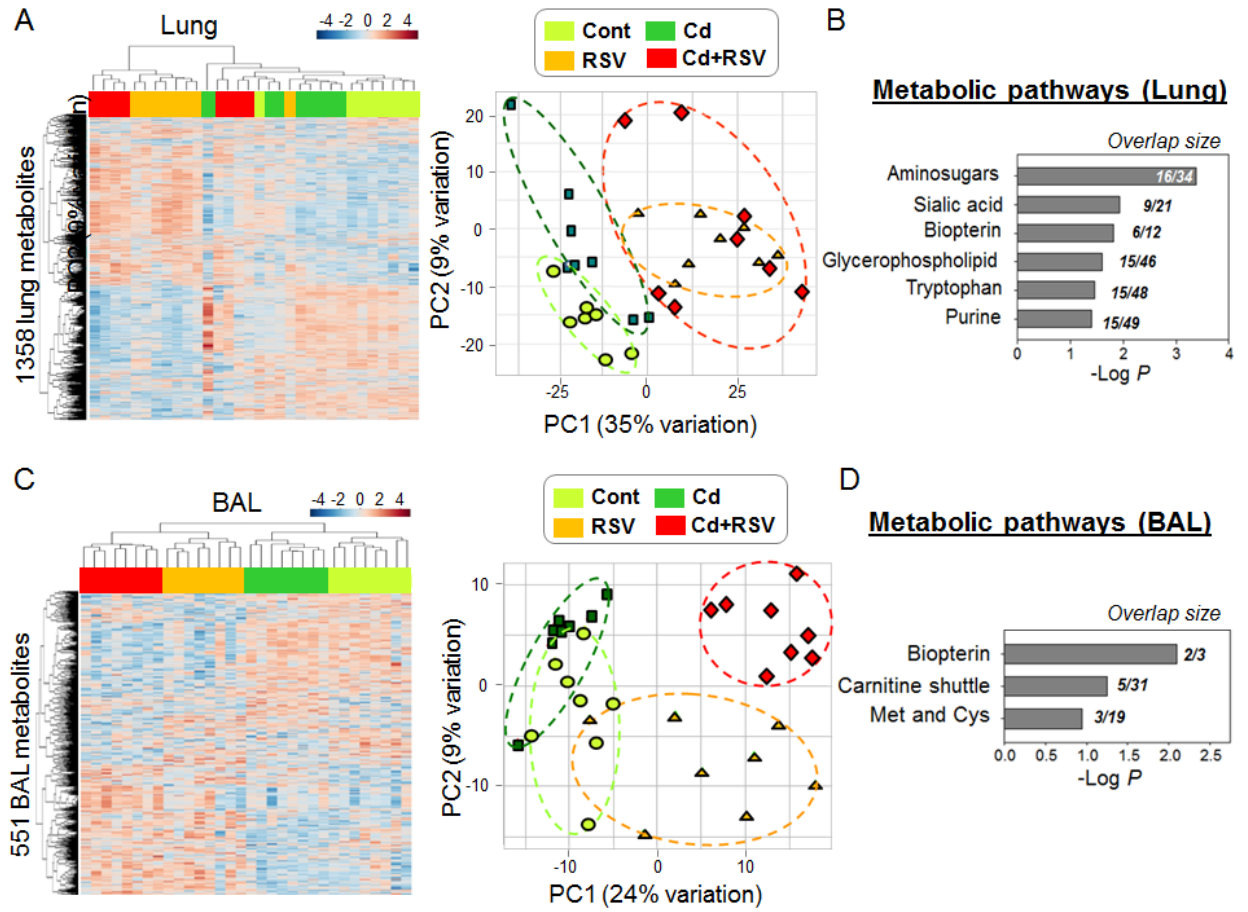 A
Lung
-4 -2 0 2 4
1358 lung metabolites
Cont
Cd
RSV
Cd+RSV
20
10
0
-10
-20
PC2 (9% variation)
-25
0
25
PC1 (35% variation)
B
Metabolic pathways (Lung)
Overlap size
Aminosugars 16/34
Sialic acid 9/21
Biopterin 6/12
Glycerophospholipid 15/46
Tryptophan 15/48
Purine 15/49
0 1 2 3 4
-Log P
C
BAL
-4 -2 0 2 4
551 BAL metabolites
Cont
Cd
RSV
Cd+RSV
10
0
-10
PC2 (9% variation)
-10
0
10
PC1 (24% variation)
D
Metabolic pathways (BAL)
Overlap size
Biopterin 2/3
Carnitine shuttle 5/31
Met and Cys 3/19
0.0 0.5 1.0 1.5 2.0 2.5
-Log P